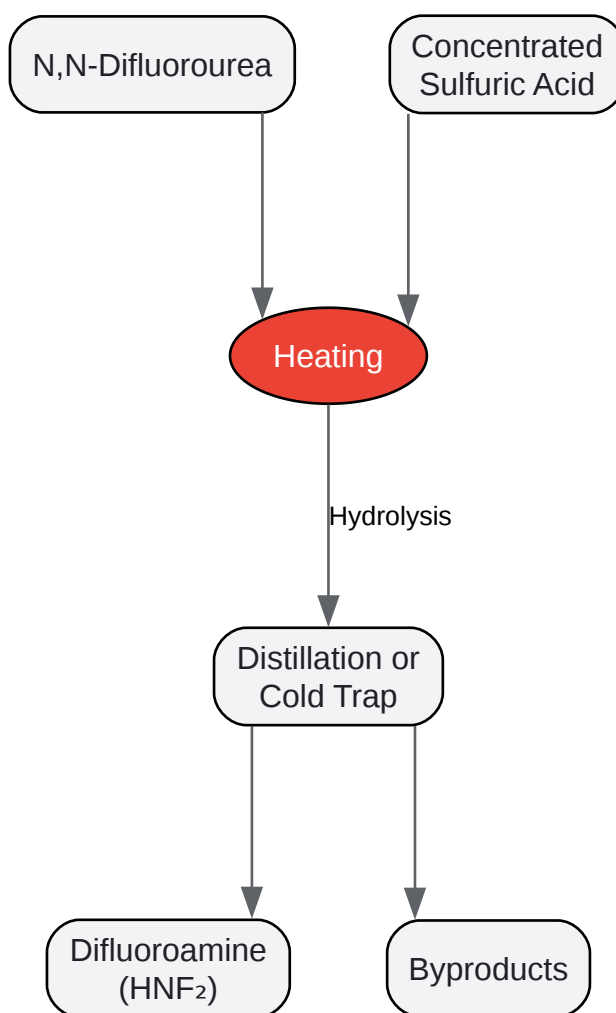 N,N-Difluorourea
Concentrated
Sulfuric Acid
Heating
Hydrolysis
Distillation or
Cold Trap
Difluoroamine
(HNF₂)
Byproducts